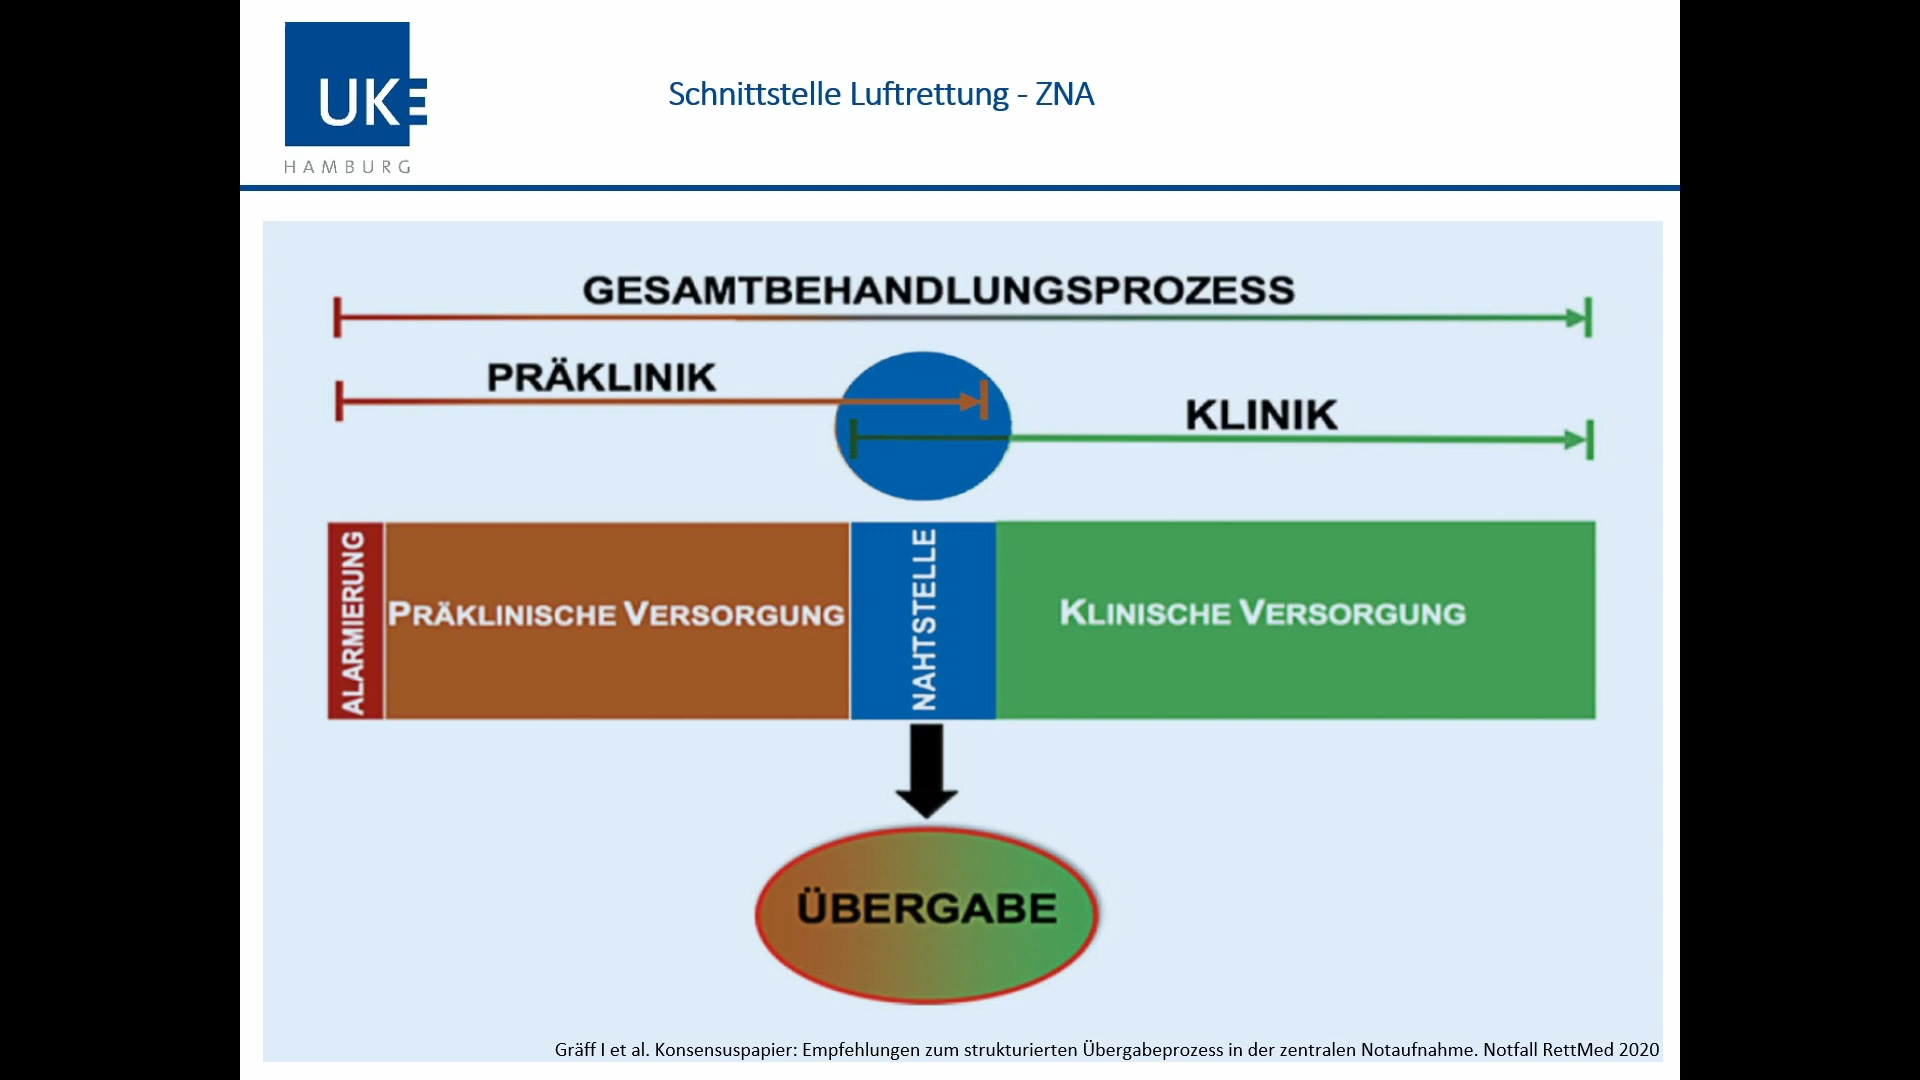 UKE
HAMBURG
Schnittstelle Luftrettung - ZNA
GESAMTBEHANDLUNGSPROZESS
PRÄKLINIK
KLINIK
ALARMIERUNG
PRÄKLINISCHE VERSORGUNG
NAHTSTELLE
KLINISCHE VERSORGUNG
ÜBERGABE
Gräff I et al. Konsensuspapier: Empfehlungen zum strukturierten Übergabeprozess in der zentralen Notaufnahme. Notfall RettMed 2020